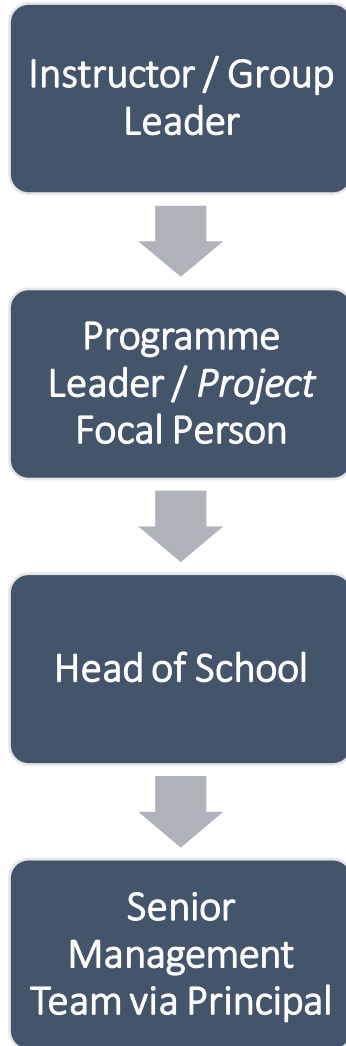 Instructor / Group
Leader
Programme
Leader / Project
Focal Person
Head of School
Senior
Management
Team via Principal